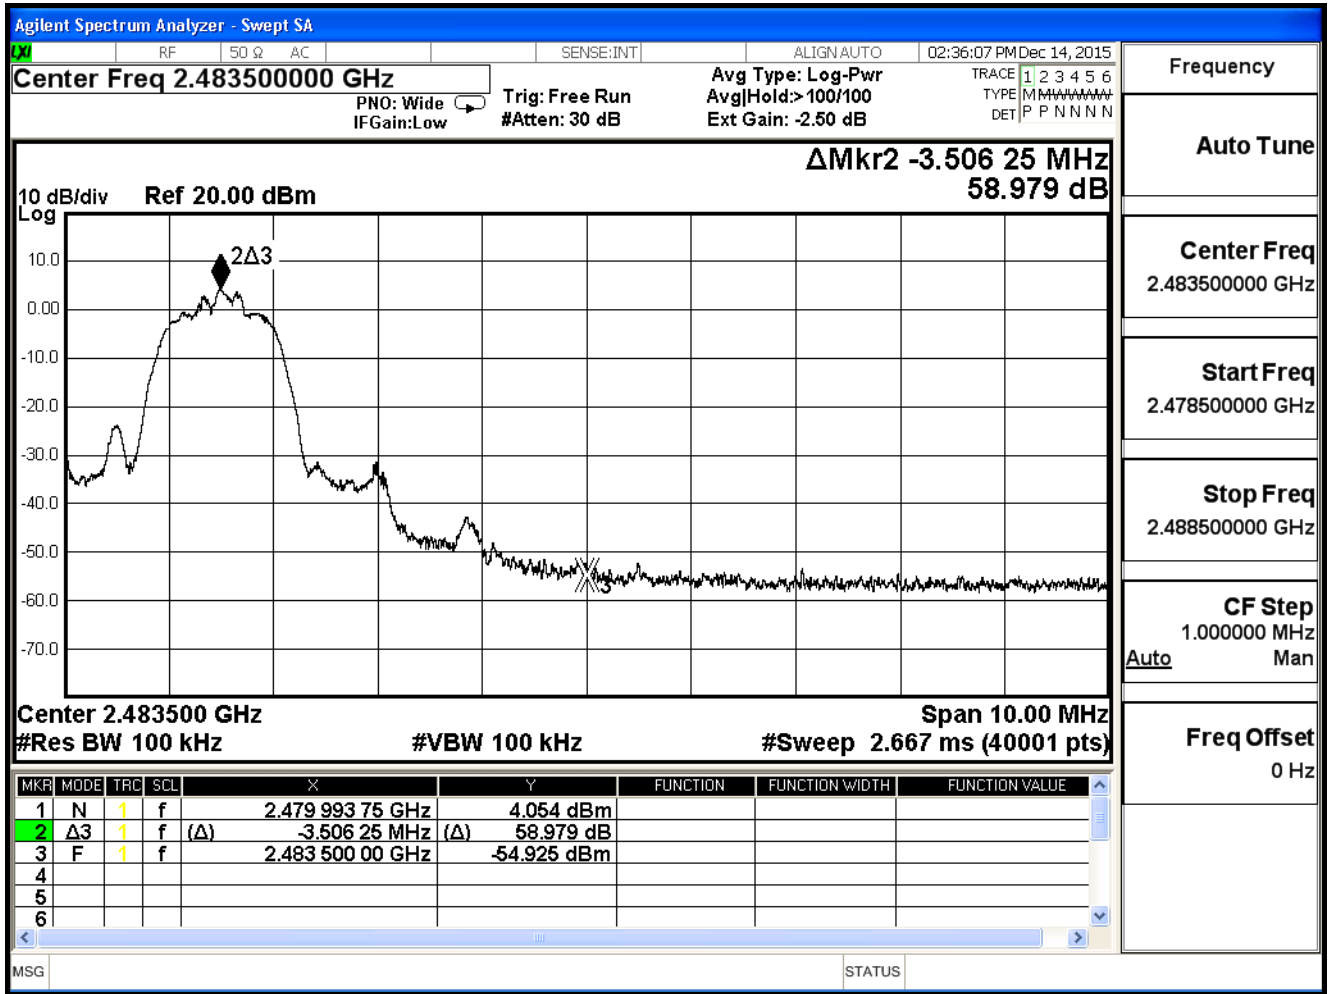 Agilent Spectrum Analyzer - Swept SA
LXI RF 50 Ω AC SENSE:INT ALIGN AUTO 02:36:07 PM Dec 14, 2015
Center Freq 2.483500000 GHz
PNO: Wide
IFGain:Low
Trig: Free Run
#Atten: 30 dB
Avg Type: Log-Pwr
Avg|Hold:>100/100
Ext Gain: -2.50 dB
TRACE 1 2 3 4 5 6
TYPE M M W W W W
DET P P N N N N
ΔMkr2 -3.506 25 MHz
58.979 dB
10 dB/div Ref 20.00 dBm
Log
10.0
0.00
-10.0
-20.0
-30.0
-40.0
-50.0
-60.0
-70.0
2Δ3
3
Center 2.483500 GHz Span 10.00 MHz
#Res BW 100 kHz #VBW 100 kHz #Sweep 2.667 ms (40001 pts)
MKR MODE TRC SCL X Y FUNCTION FUNCTION WIDTH FUNCTION VALUE
1 N 1 f 2.479 993 75 GHz 4.054 dBm
2 Δ3 1 f (Δ) -3.506 25 MHz (Δ) 58.979 dB
3 F 1 f 2.483 500 00 GHz -54.925 dBm
4
5
6
MSG STATUS
Frequency
Auto Tune
Center Freq
2.483500000 GHz
Start Freq
2.478500000 GHz
Stop Freq
2.488500000 GHz
CF Step
1.000000 MHz
Auto Man
Freq Offset
0 Hz